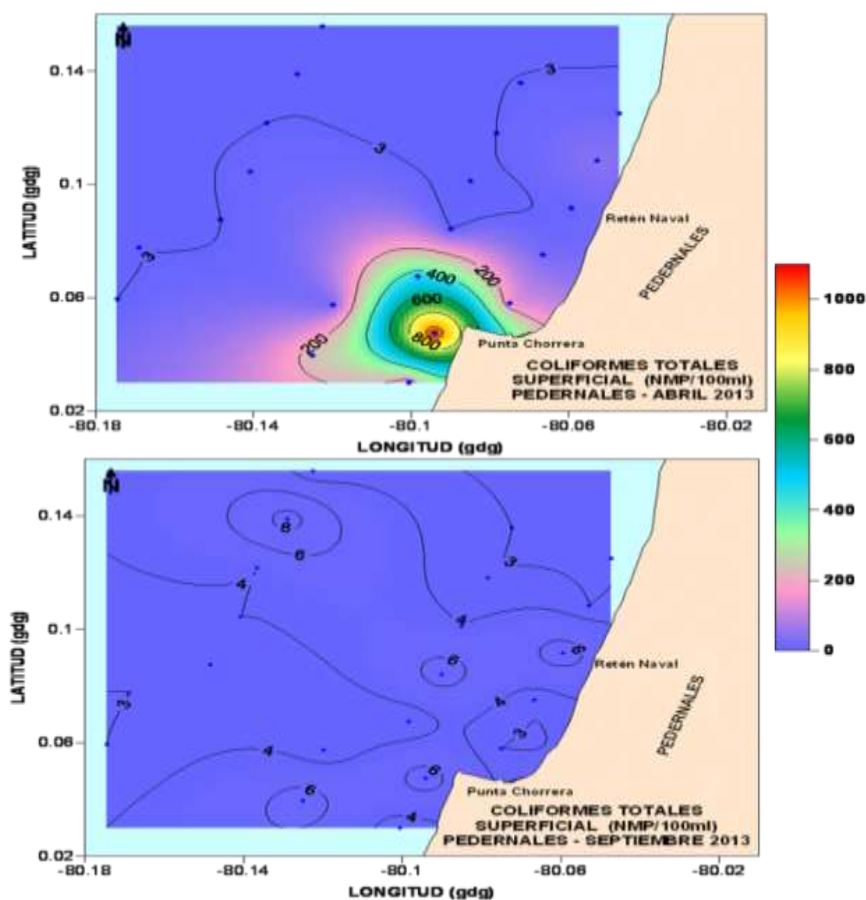 N
0.14
0.1
0.06
0.02
LATITUD (gdg)
3
3
3
3
200
400
600
800
200
Retén Naval
PEDERNALES
Punta Chorrera
COLIFORMES TOTALES
SUPERFICIAL (NMP/100ml)
PEDERNALES - ABRIL 2013
-80.18
-80.14
-80.1
-80.06
-80.02
LONGITUD (gdg)
1000
800
600
400
200
0
N
0.14
0.1
0.06
0.02
LATITUD (gdg)
8
6
3
4
4
6
6
3
4
3
4
6
6
4
Retén Naval
PEDERNALES
Punta Chorrera
COLIFORMES TOTALES
SUPERFICIAL (NMP/100ml)
PEDERNALES - SEPTIEMBRE 2013
-80.18
-80.14
-80.1
-80.06
-80.02
LONGITUD (gdg)